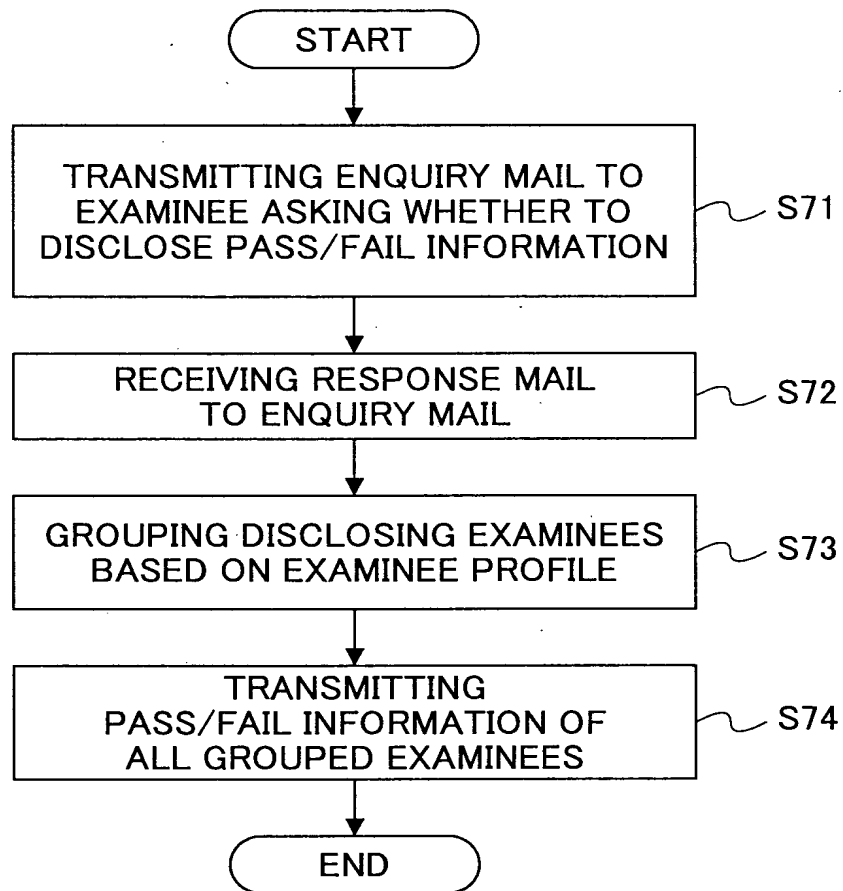 START
TRANSMITTING ENQUIRY MAIL TO
EXAMINEE ASKING WHETHER TO
DISCLOSE PASS/FAIL INFORMATION
S71
RECEIVING RESPONSE MAIL
TO ENQUIRY MAIL
S72
GROUPING DISCLOSING EXAMINEES
BASED ON EXAMINEE PROFILE
S73
TRANSMITTING
PASS/FAIL INFORMATION OF
ALL GROUPED EXAMINEES
S74
END